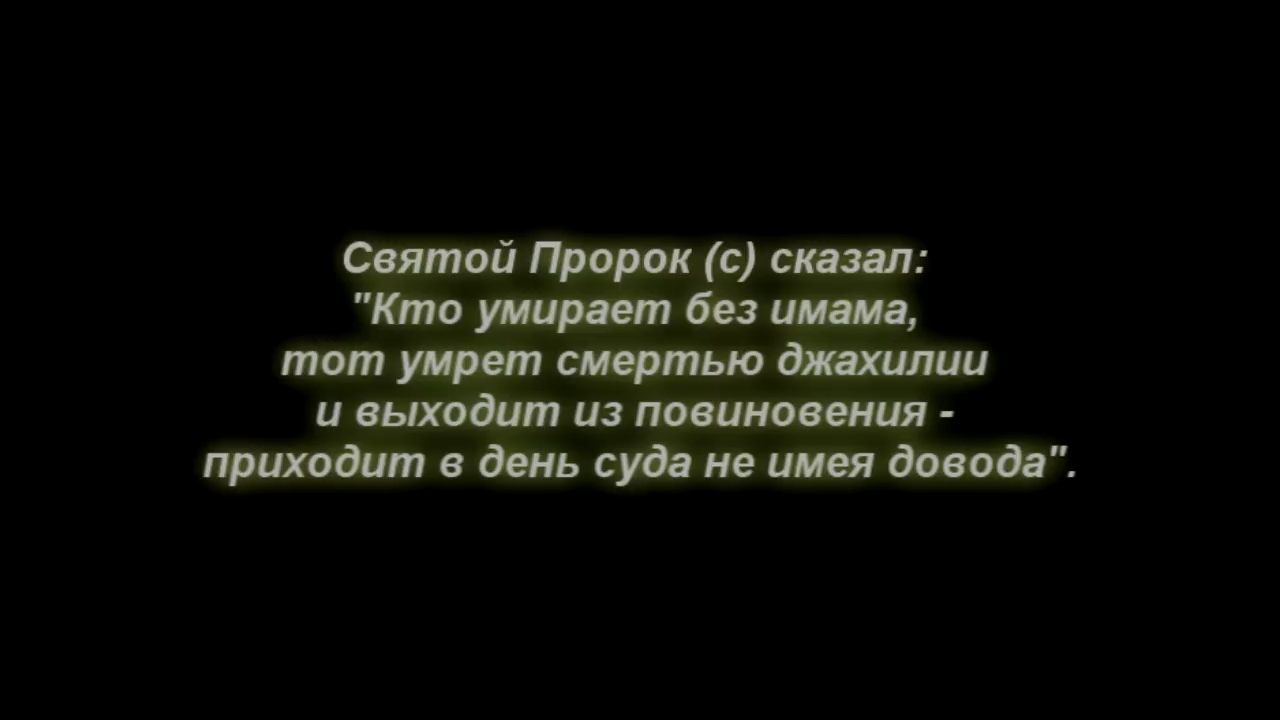 Святой Пророк (с) сказал:
"Кто умирает без имама,
тот умрет смертью джахилии
и выходит из повиновения -
приходит в день суда не имея довода".